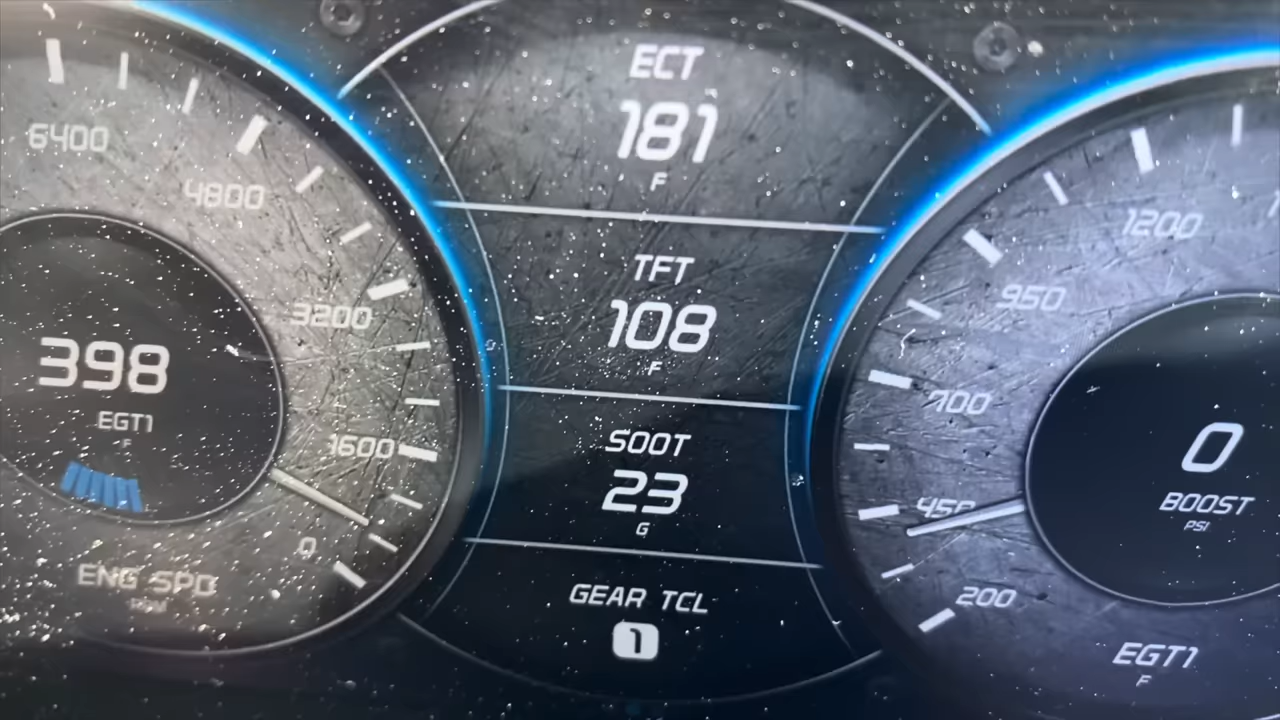 6400
4800
3200
1600
0
398
EGT1
F
ENG SPD
RPM
ECT
181
F
TFT
108
F
SOOT
23
G
GEAR TCL
1
1200
950
700
450
200
0
BOOST
PSI
EGT1
F